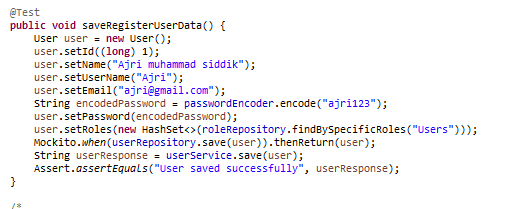 @Test
public void saveRegisterUserData() {
    User user = new User();
    user.setId((long) 1);
    user.setName("Ajri muhammad siddik");
    user.setUserName("Ajri");
    user.setEmail("ajri@gmail.com");
    String encodedPassword = passwordEncoder.encode("ajri123");
    user.setPassword(encodedPassword);
    user.setRoles(new HashSet<>(roleRepository.findBySpecificRoles("Users")));
    Mockito.when(userRepository.save(user)).thenReturn(user);
    String userResponse = userService.save(user);
    Assert.assertEquals("User saved successfully", userResponse);
}
/*